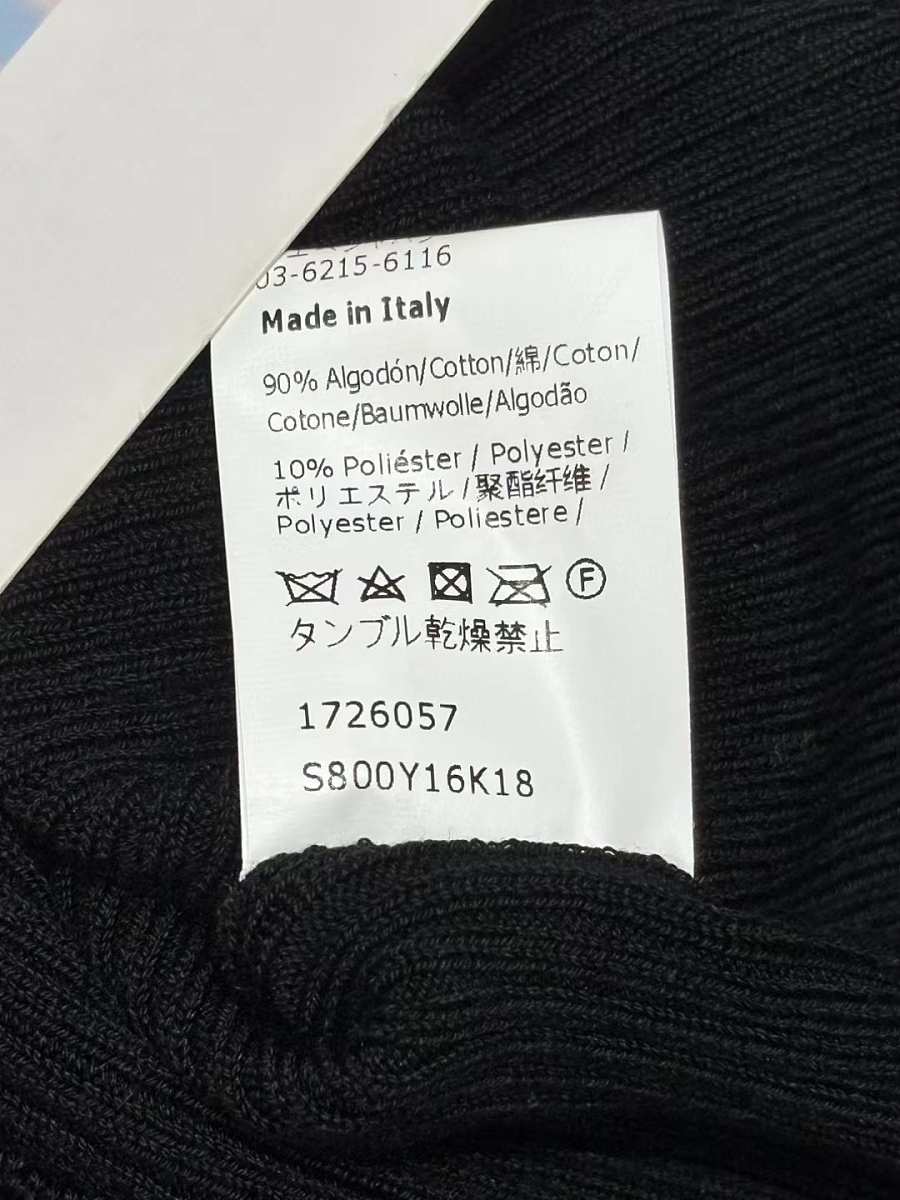 03-6215-6116
Made in Italy
90% Algodón/Cotton/綿/Coton/
Cotone/Baumwolle/Algodão
10% Poliéster / Polyester /
ポリエステル/聚酯纤维/
Polyester / Poliestere /
F
タンブル乾燥禁止
1726057
S800Y16K18